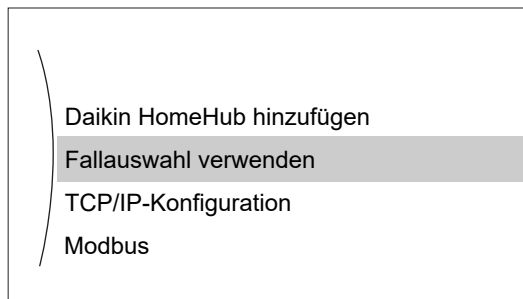 Daikin HomeHub hinzufügen
Fallauswahl verwenden
TCP/IP-Konfiguration
Modbus